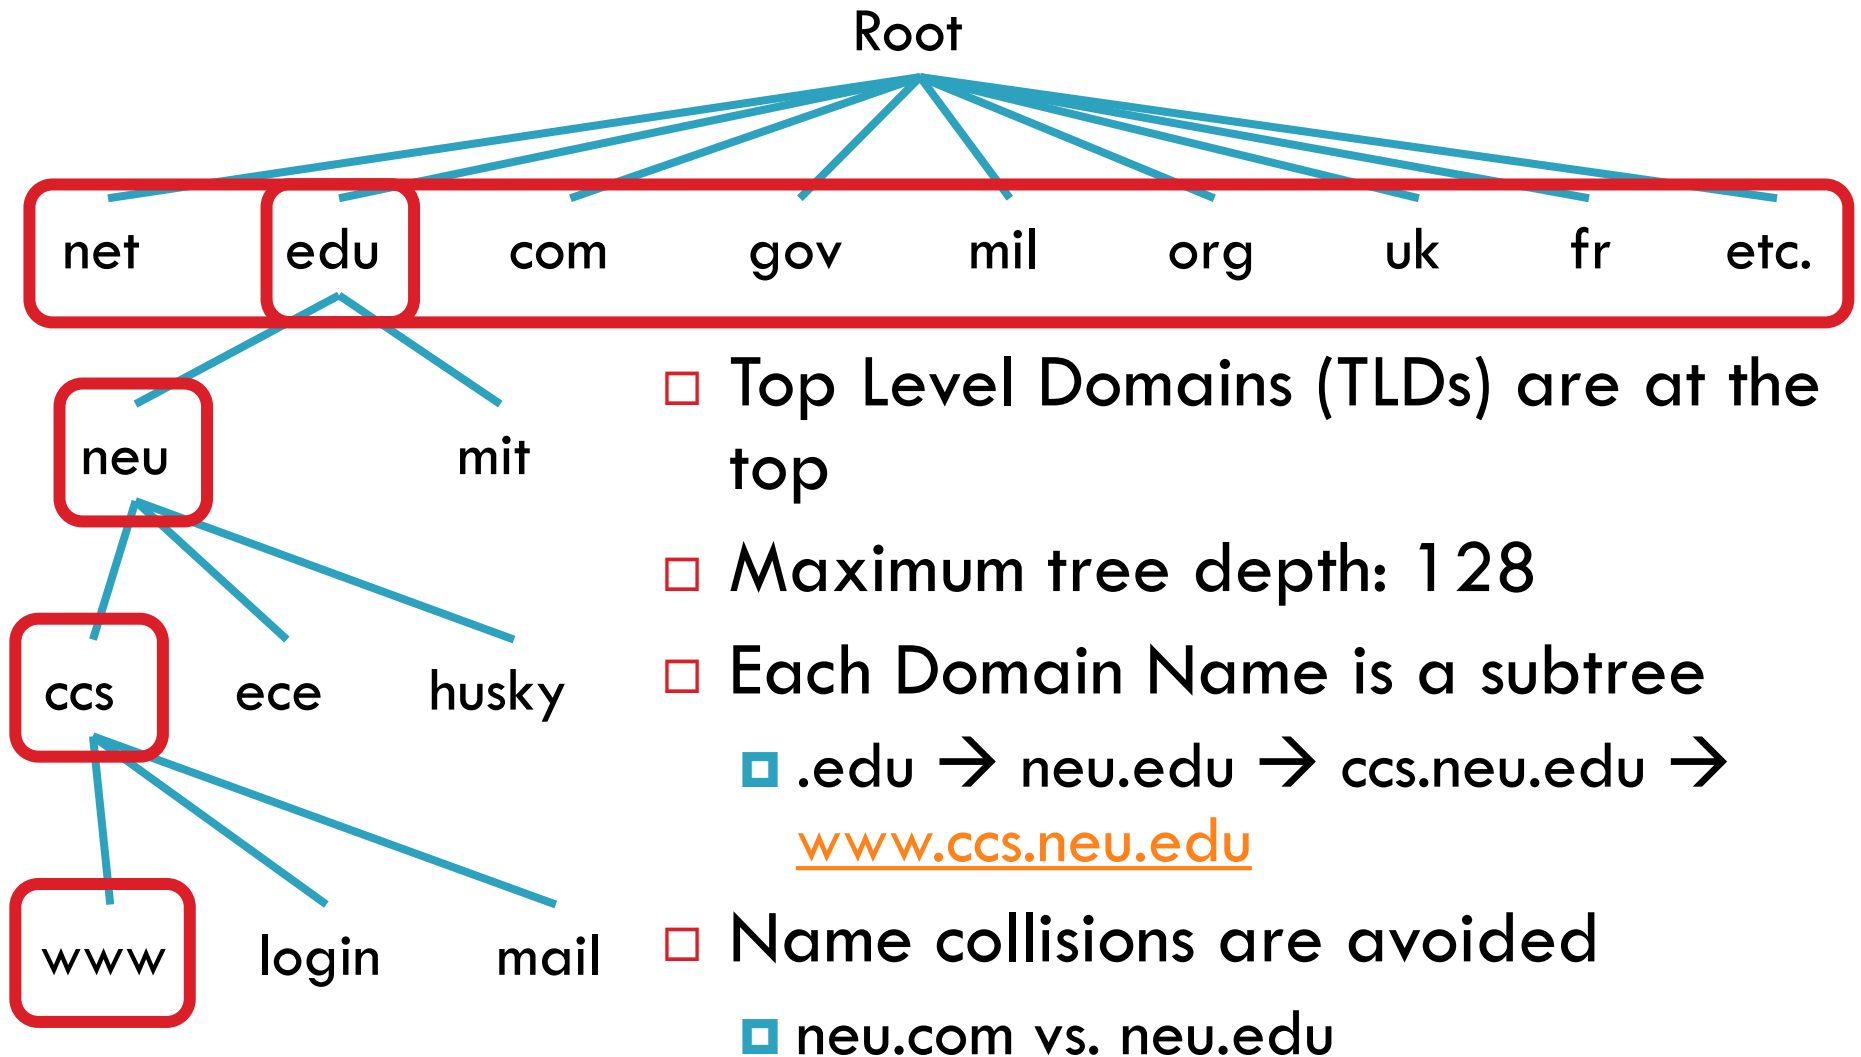 Root
net edu com gov mil org uk fr etc.
neu mit
ccs ece husky
www login mail
Top Level Domains (TLDs) are at the
top
Maximum tree depth: 128
Each Domain Name is a subtree
.edu → neu.edu → ccs.neu.edu →
www.ccs.neu.edu
Name collisions are avoided
neu.com vs. neu.edu